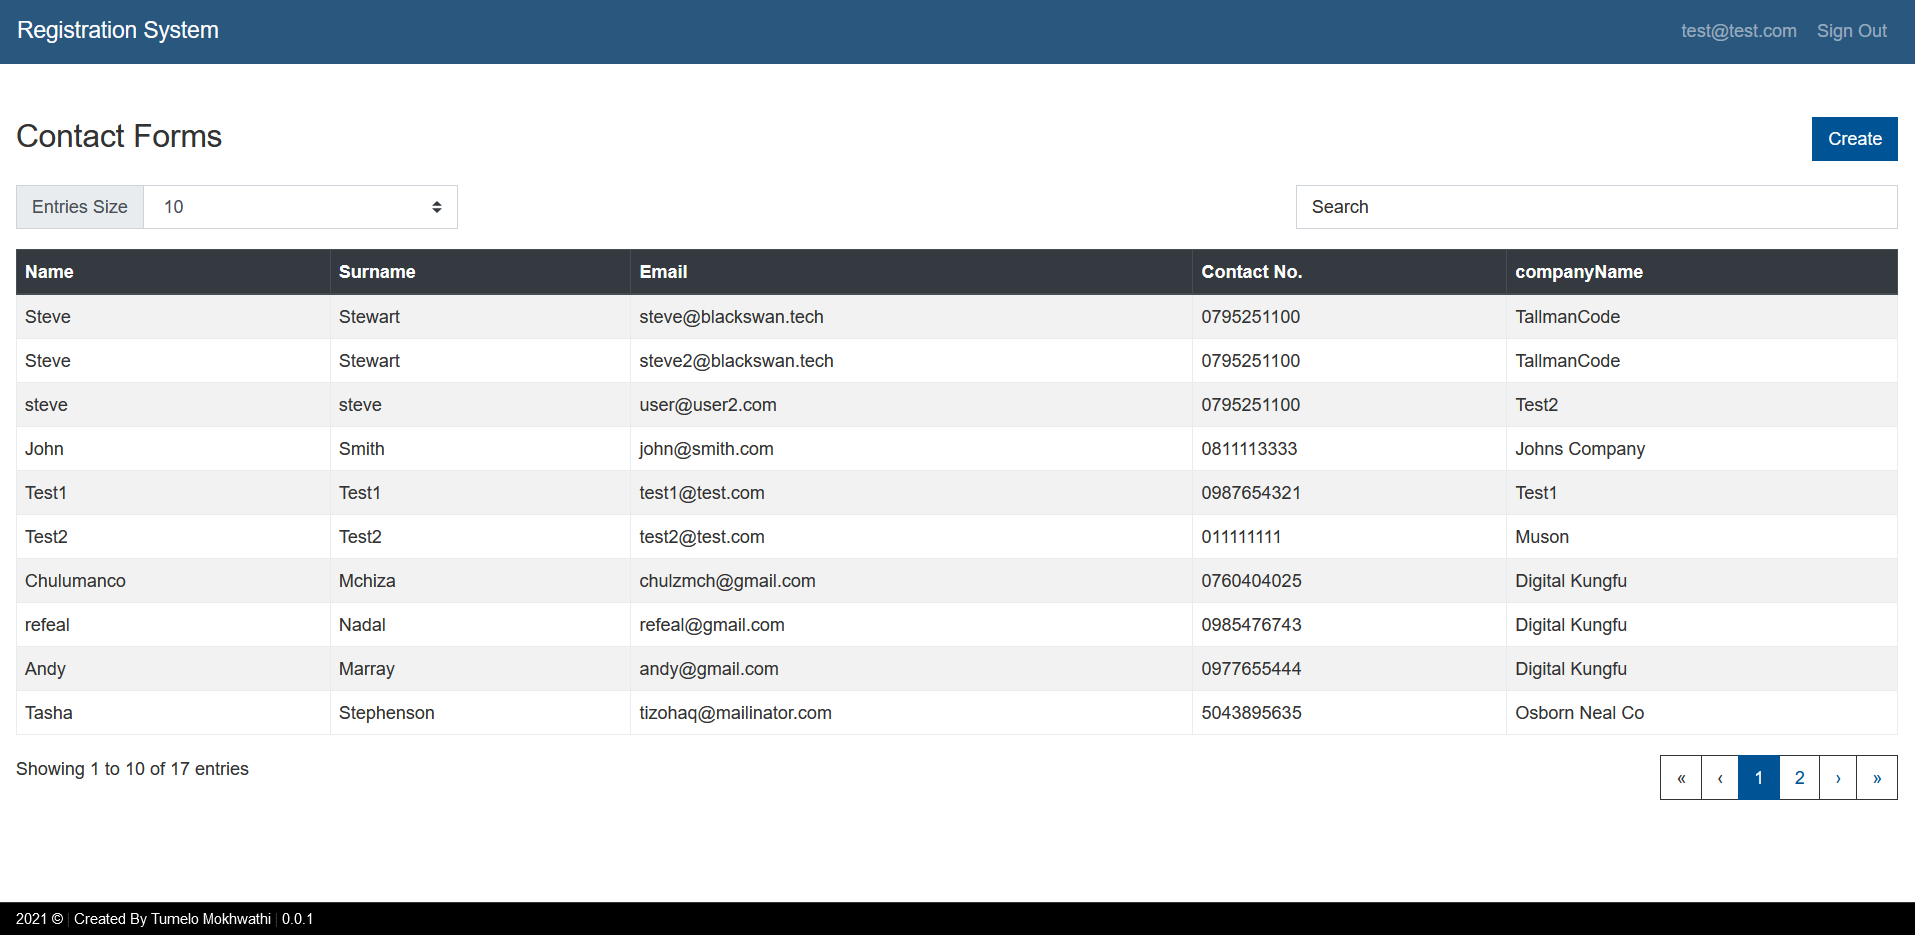 Registration System test@test.com Sign Out
Contact Forms Create
Entries Size 10 Search
Name Surname Email Contact No. companyName
Steve Stewart steve@blackswan.tech 0795251100 TallmanCode
Steve Stewart steve2@blackswan.tech 0795251100 TallmanCode
steve steve user@user2.com 0795251100 Test2
John Smith john@smith.com 0811113333 Johns Company
Test1 Test1 test1@test.com 0987654321 Test1
Test2 Test2 test2@test.com 011111111 Muson
Chulumanco Mchiza chulzmch@gmail.com 0760404025 Digital Kungfu
refeal Nadal refeal@gmail.com 0985476743 Digital Kungfu
Andy Marray andy@gmail.com 0977655444 Digital Kungfu
Tasha Stephenson tizohaq@mailinator.com 5043895635 Osborn Neal Co
Showing 1 to 10 of 17 entries « ‹ 1 2 › »
2021 © | Created By Tumelo Mokhwathi | 0.0.1